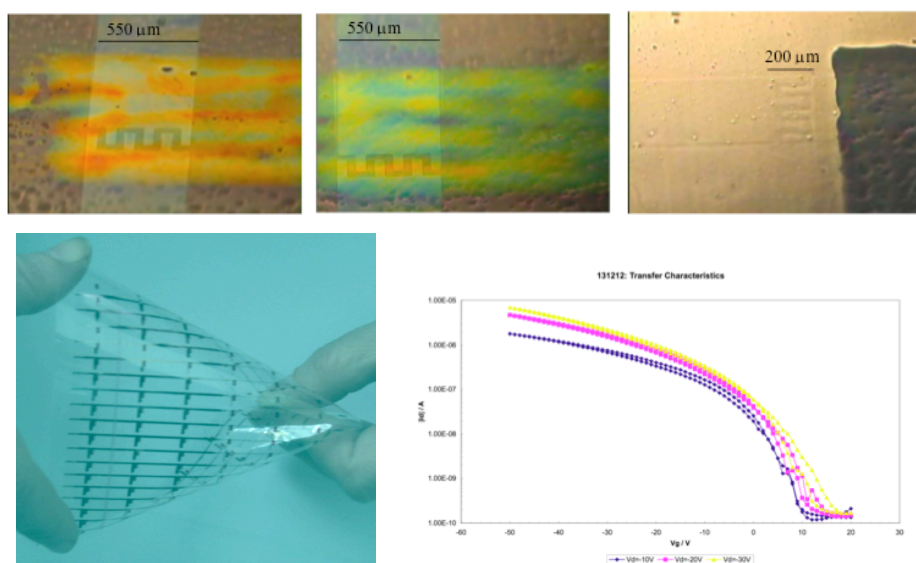 550 µm
550 µm
200 µm
131212: Transfer Characteristics
1.00E-05
1.00E-06
1.00E-07
1.00E-08
1.00E-09
1.00E-10
|Id| / A
-60 -50 -40 -30 -20 -10 0 10 20 30
Vg / V
Vd=-10V Vd=-20V Vd=-30V